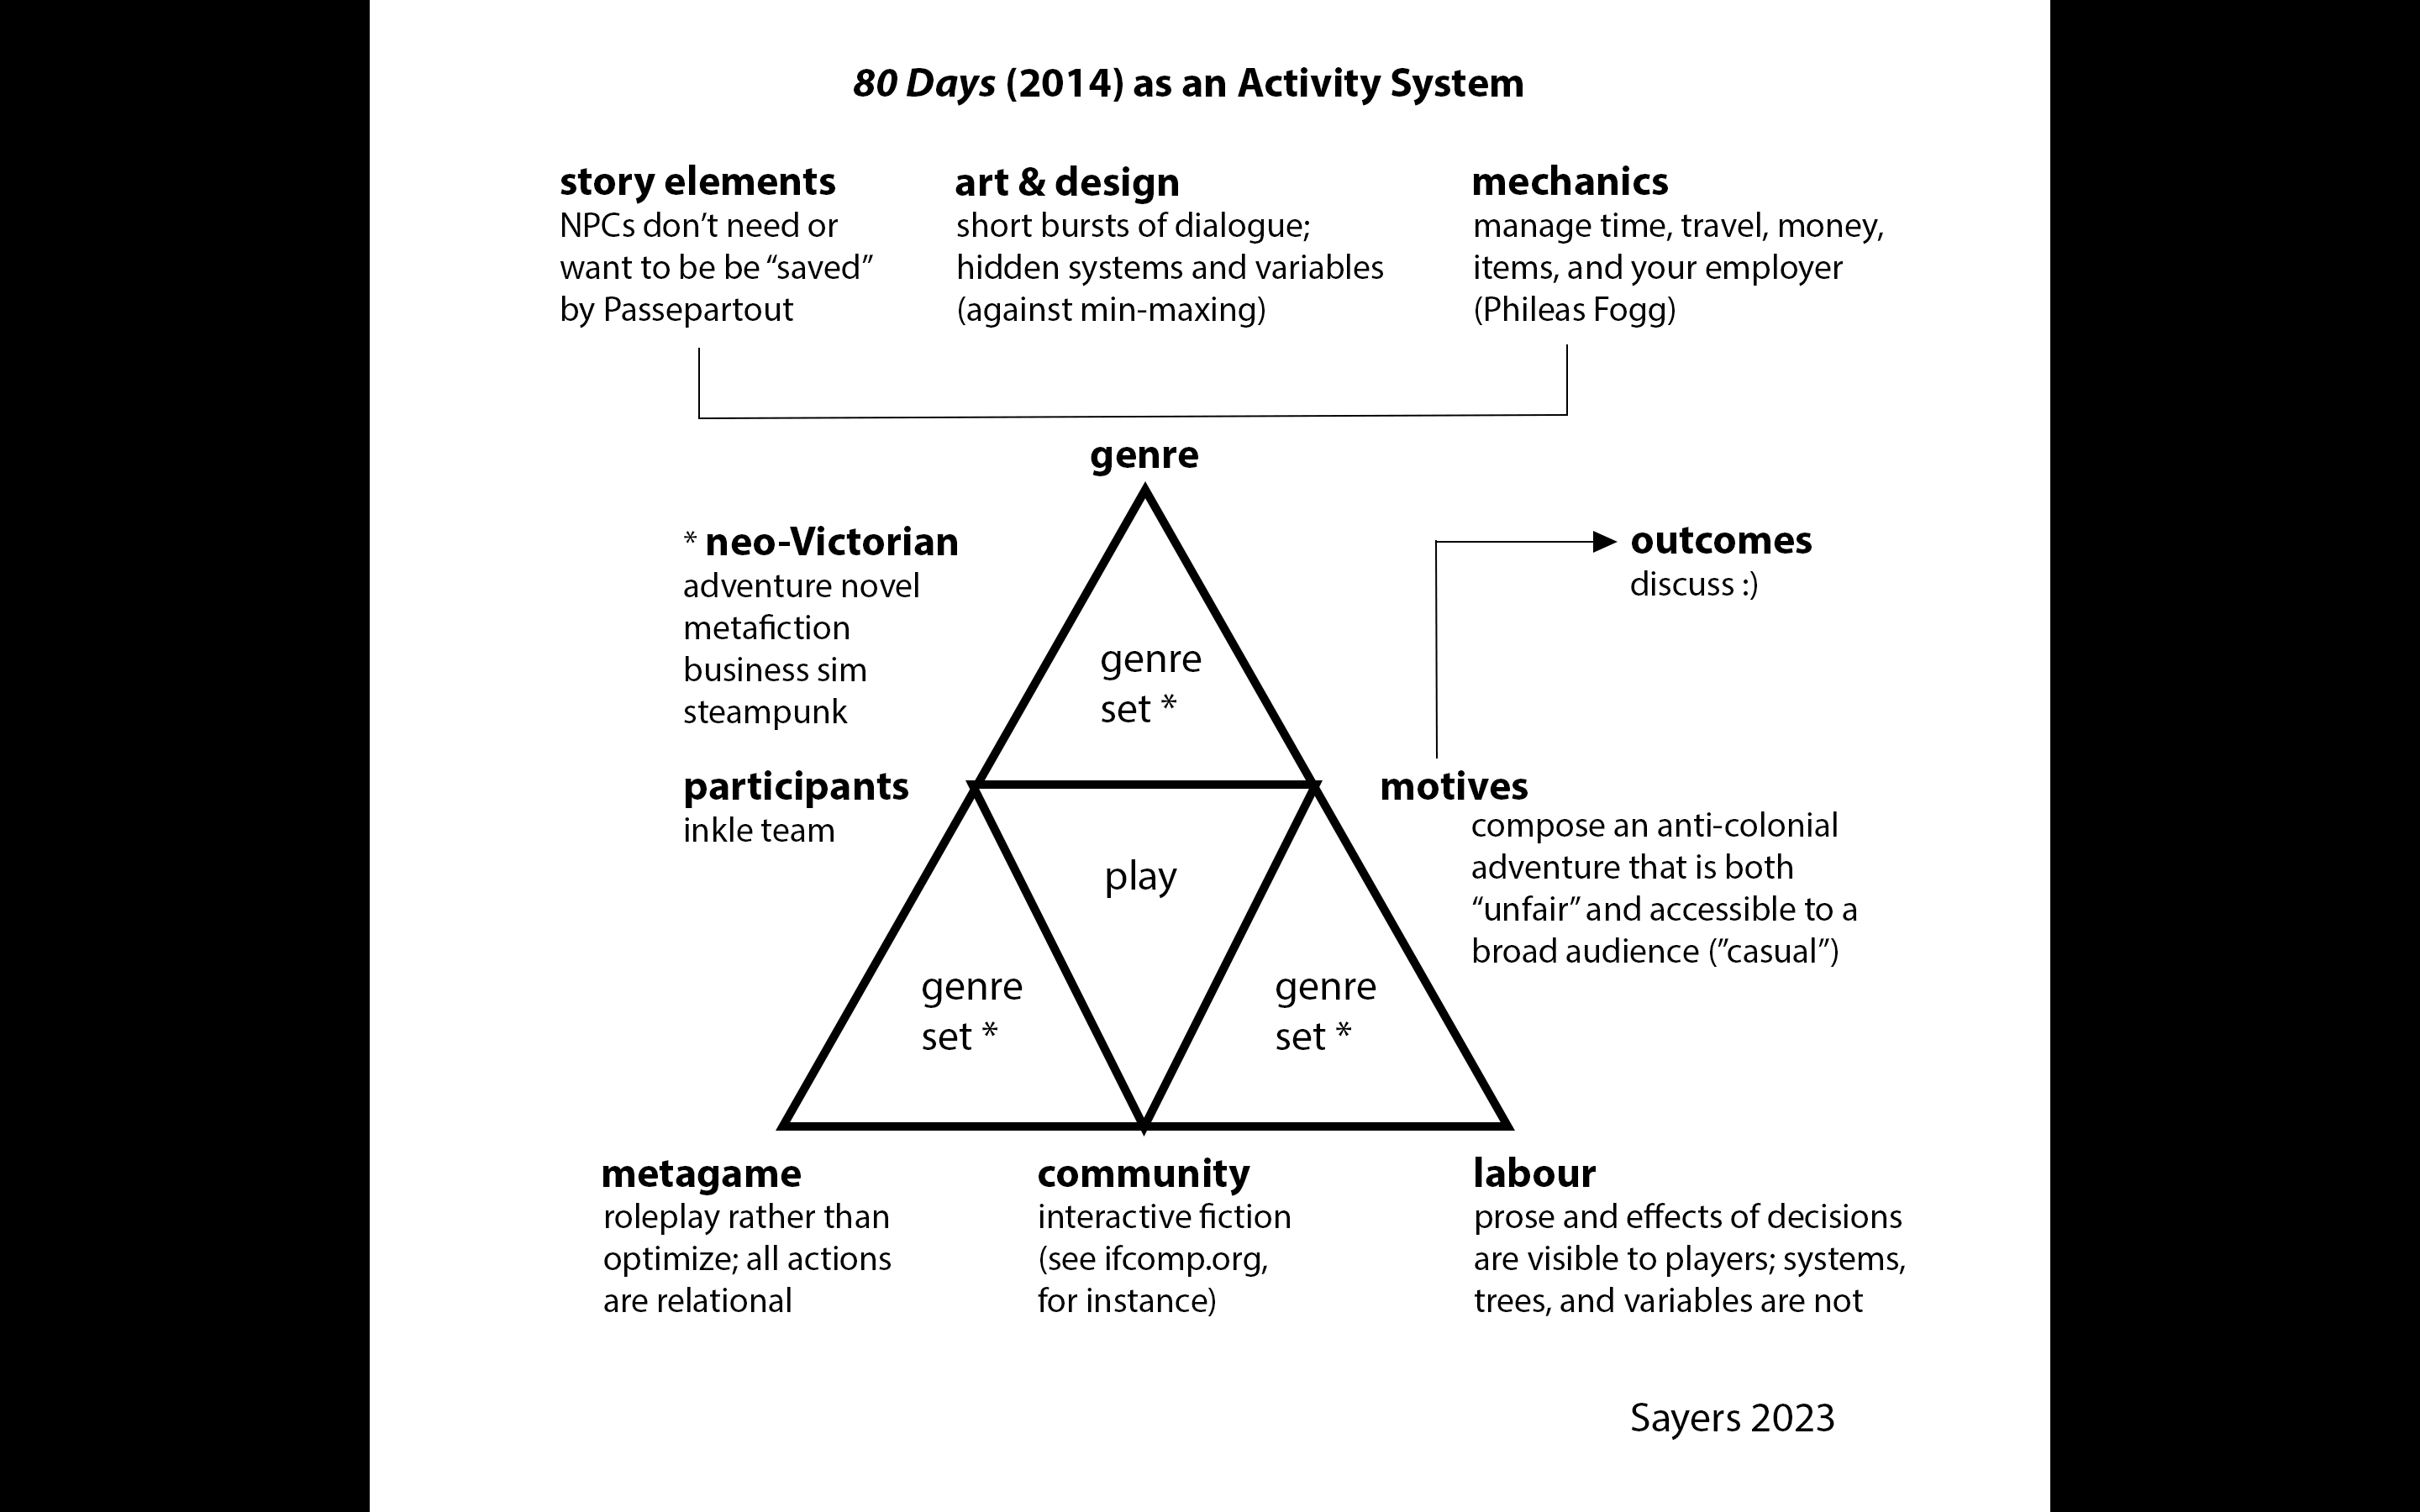 80 Days (2014) as an Activity System
story elements
NPCs don’t need or
want to be be “saved”
by Passepartout
art & design
short bursts of dialogue;
hidden systems and variables
(against min-maxing)
mechanics
manage time, travel, money,
items, and your employer
(Phileas Fogg)
genre
* neo-Victorian
adventure novel
metafiction
business sim
steampunk
outcomes
discuss :)
genre
set *
participants
inkle team
motives
compose an anti-colonial
adventure that is both
“unfair” and accessible to a
broad audience (”casual”)
play
genre
set *
genre
set *
metagame
roleplay rather than
optimize; all actions
are relational
community
interactive fiction
(see ifcomp.org,
for instance)
labour
prose and effects of decisions
are visible to players; systems,
trees, and variables are not
Sayers 2023